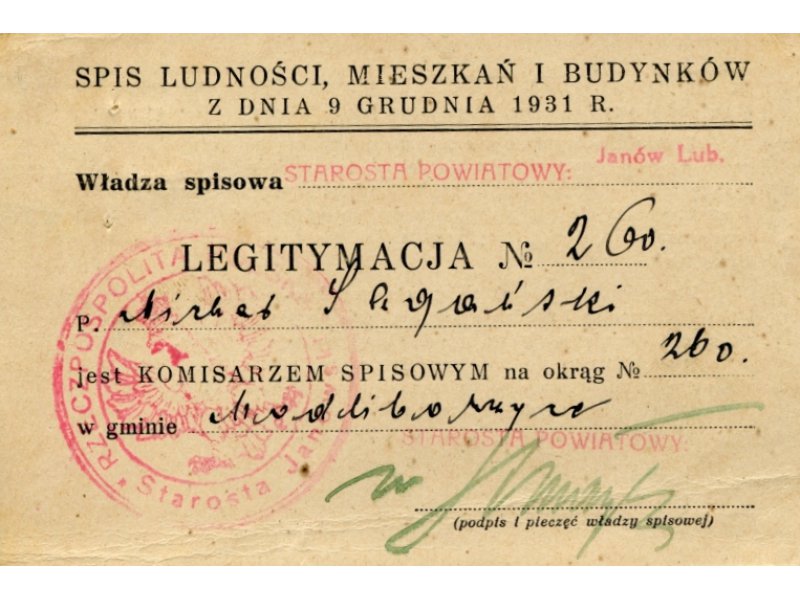 SPIS LUDNOŚCI, MIESZKAŃ I BUDYNKÓW
Z DNIA 9 GRUDNIA 1931 R.
Janów Lub.
Władza spisowa STAROSTA POWIATOWY:
LEGITYMACJA № 260.
P. Michał
jest KOMISARZEM SPISOWYM na okrąg № 260.
w gminie Modliborzyce
STAROSTA POWIATOWY:
(podpis i pieczęć władzy spisowej)
RZECZPOSPOLITA
Starosta